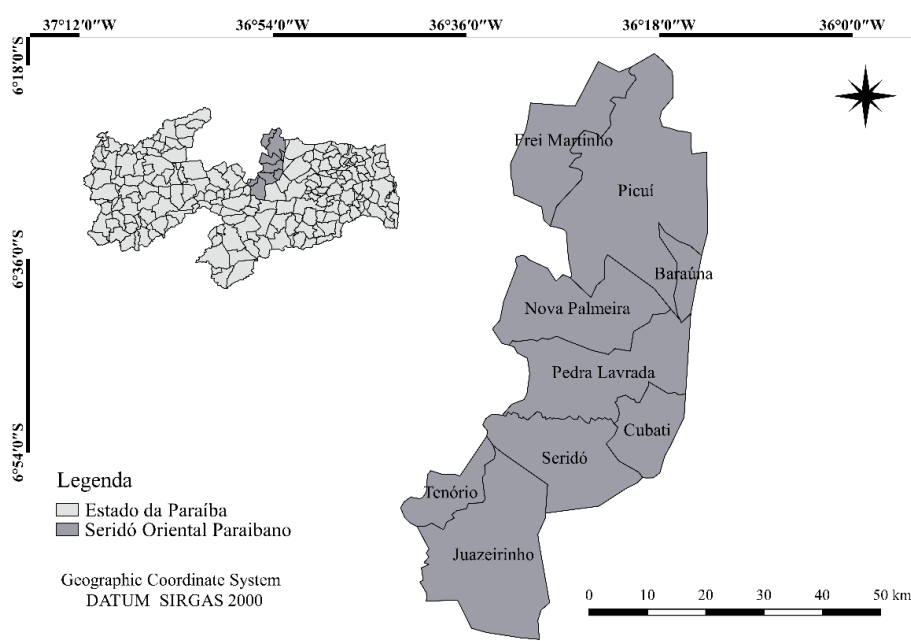 37°12'0"W 36°54'0"W 36°36'0"W 36°18'0"W 36°0'0"W
6°18'0"S
6°36'0"S
6°54'0"S
Frei Martinho
Picuí
Baraúna
Nova Palmeira
Pedra Lavrada
Cubati
Seridó
Tenório
Juazeirinho
Legenda
Estado da Paraíba
Seridó Oriental Paraibano
Geographic Coordinate System
DATUM SIRGAS 2000
0 10 20 30 40 50 km